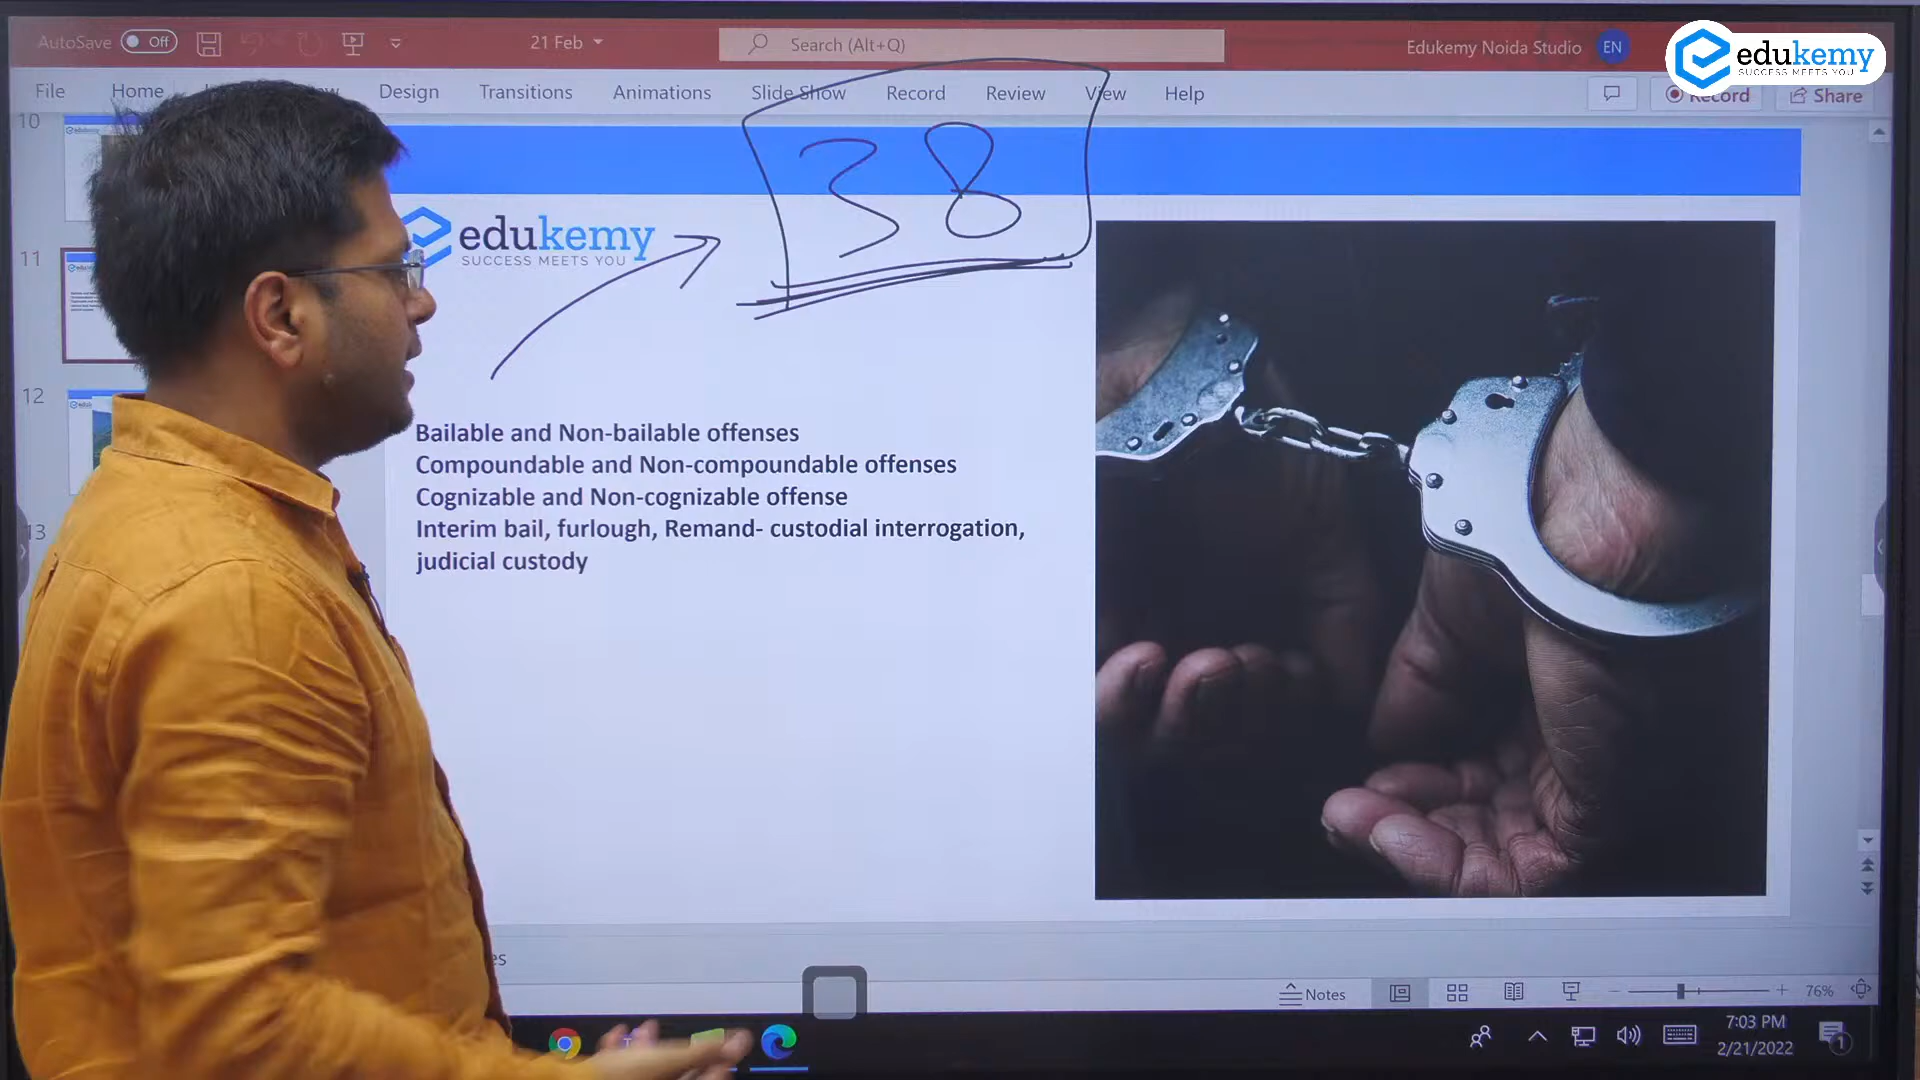 AutoSave Off
21 Feb
Search (Alt+Q)
Edukemy Noida Studio EN
edukemy
SUCCESS MEETS YOU
File Home Design Transitions Animations Slide Show Record Review View Help
Record Share
10
11
12
13
38
edukemy
SUCCESS MEETS YOU
Bailable and Non-bailable offenses
Compoundable and Non-compoundable offenses
Cognizable and Non-cognizable offense
Interim bail, furlough, Remand- custodial interrogation,
judicial custody
Notes
76%
7:03 PM
2/21/2022
1